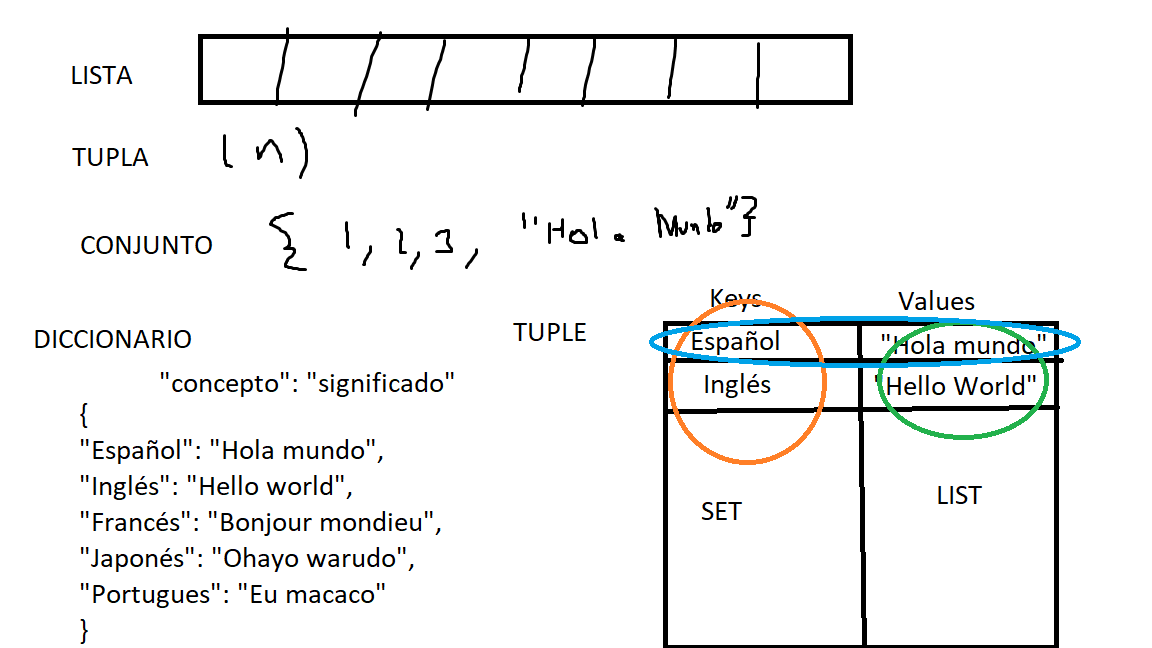 LISTA
TUPLA ( n )
CONJUNTO { 1, 2, 3, "Hola Mundo"}
DICCIONARIO
"concepto": "significado"
{
"Español": "Hola mundo",
"Inglés": "Hello world",
"Francés": "Bonjour mondieu",
"Japonés": "Ohayo warudo",
"Portugues": "Eu macaco"
}
TUPLE
Keys Values
Español "Hola mundo"
Inglés "Hello World"
SET LIST